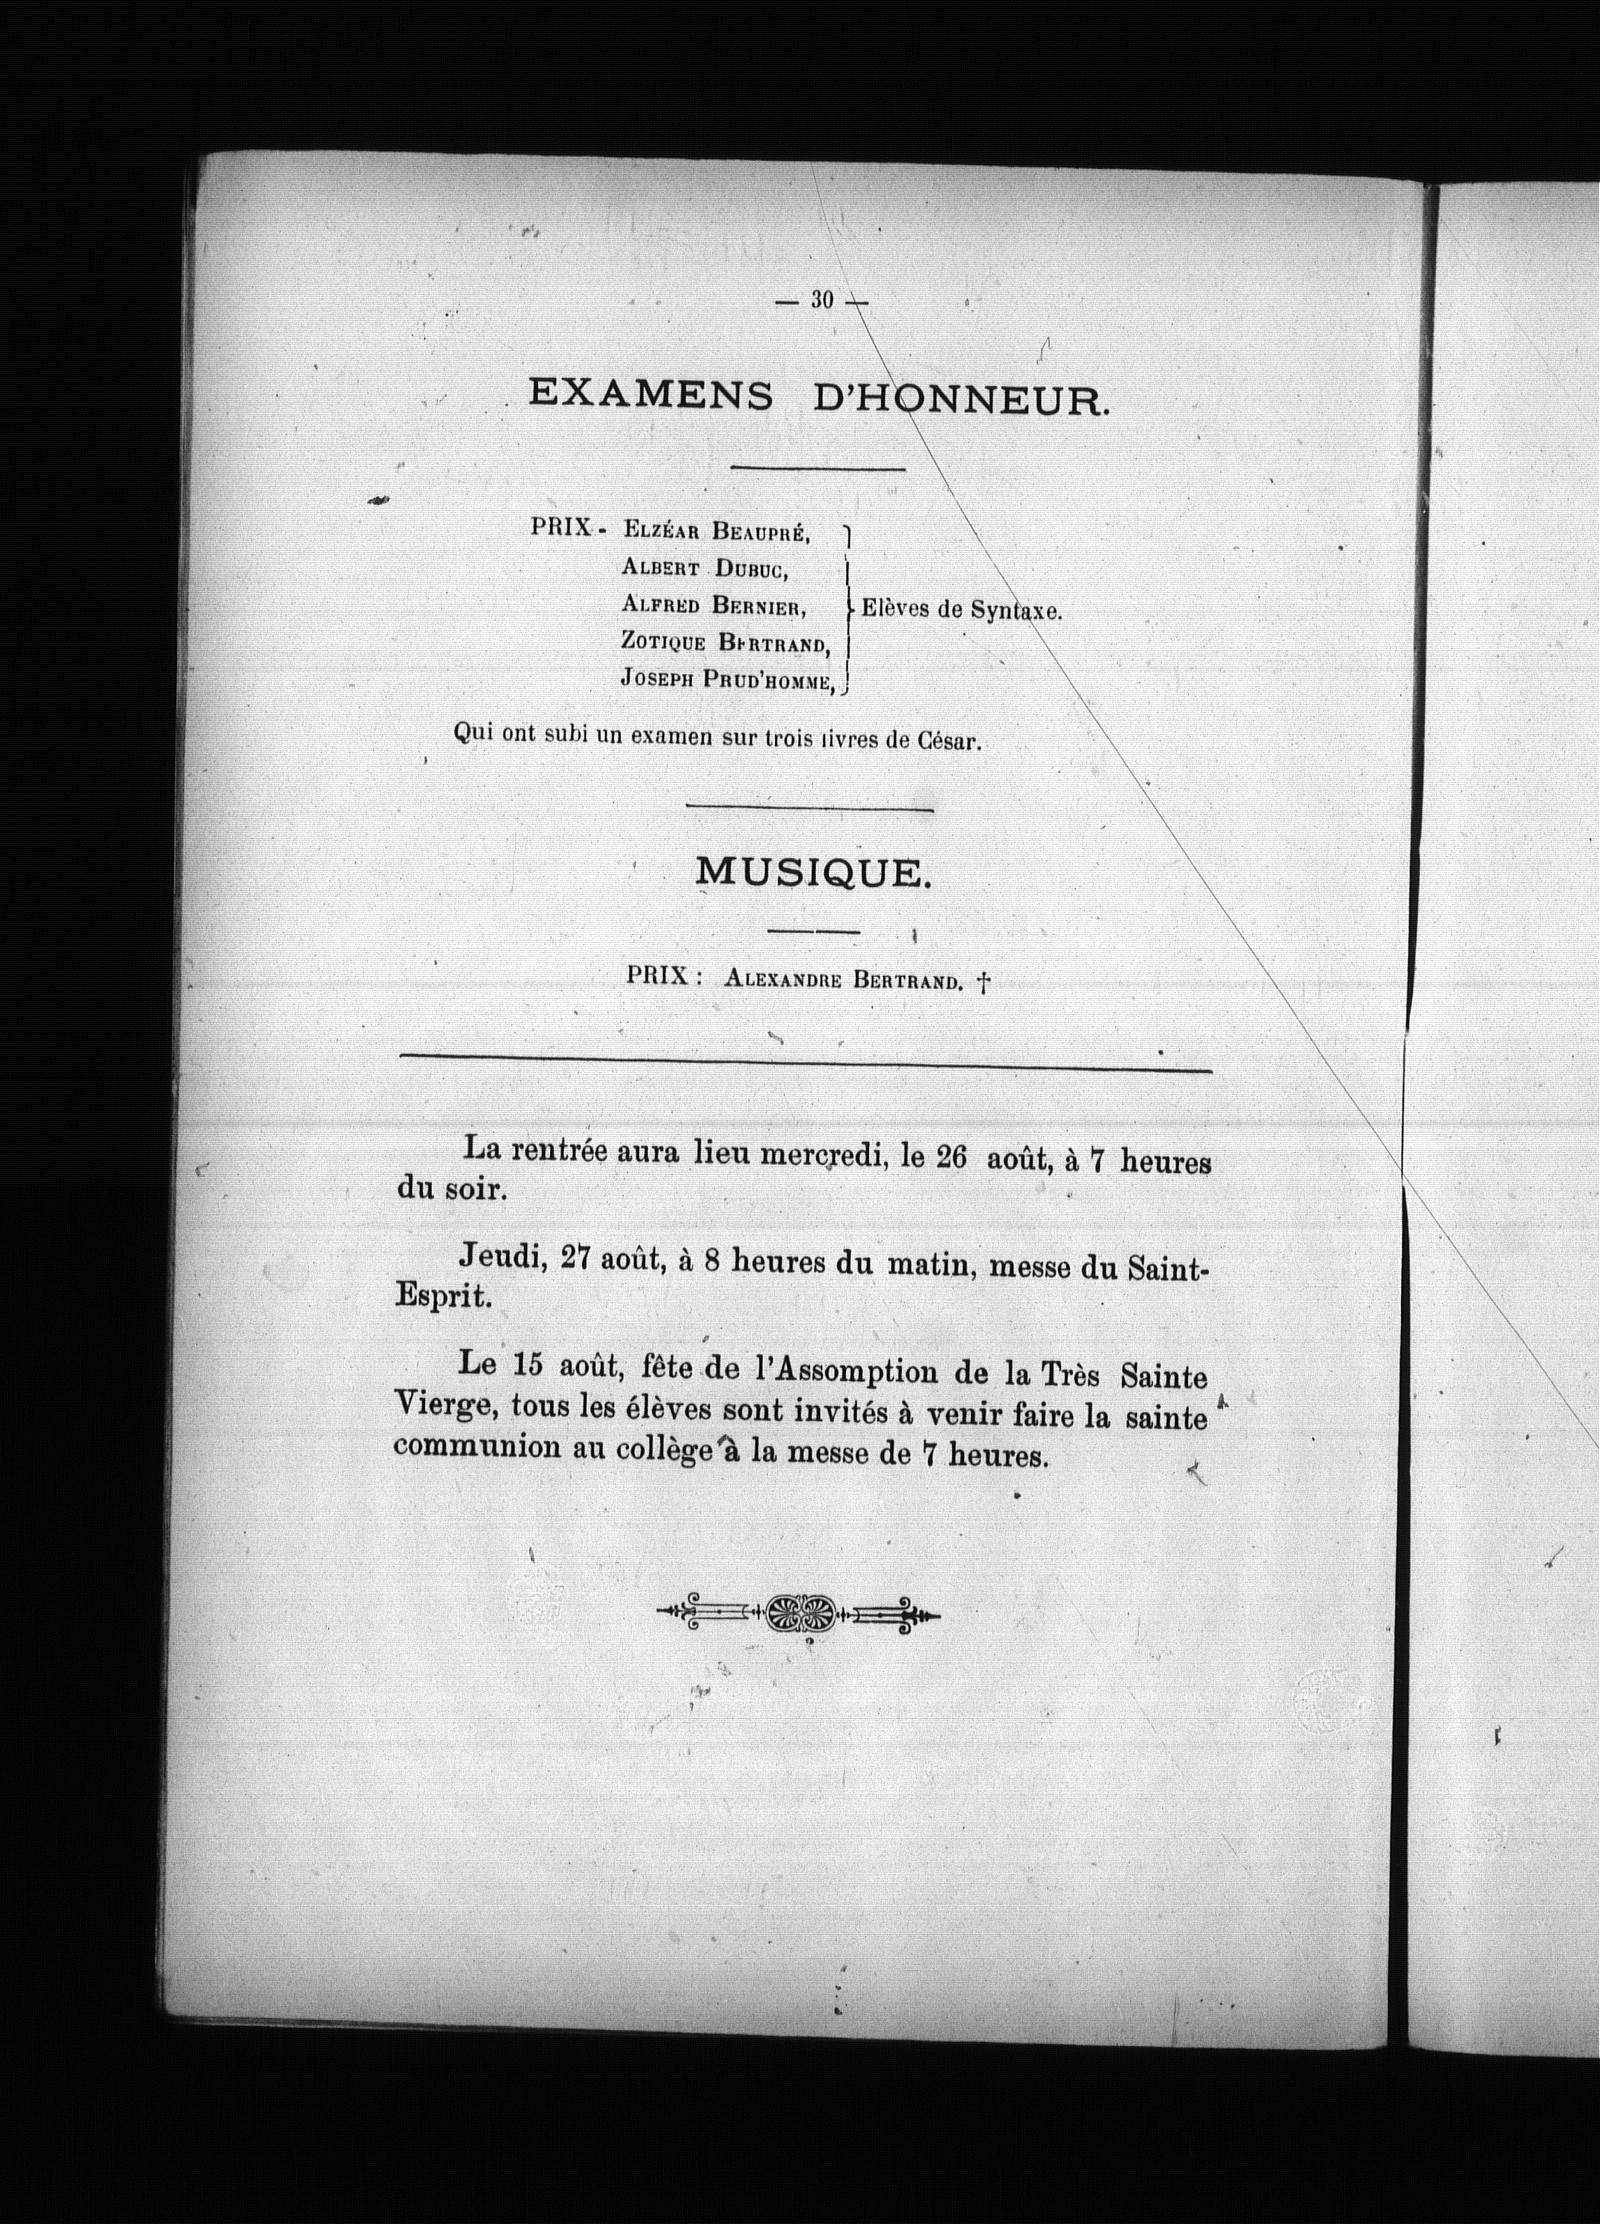 — 30 —
EXAMENS D'HONNEUR.
PRIX - ELZÉAR BEAUPRÉ,
ALBERT DUBUC,
ALFRED BERNIER, } Elèves de Syntaxe.
ZOTIQUE BERTRAND,
JOSEPH PRUD'HOMME,
Qui ont subi un examen sur trois livres de César.
MUSIQUE.
PRIX : ALEXANDRE BERTRAND. †
La rentrée aura lieu mercredi, le 26 août, à 7 heures
du soir.
Jeudi, 27 août, à 8 heures du matin, messe du Saint-
Esprit.
Le 15 août, fête de l'Assomption de la Très Sainte
Vierge, tous les élèves sont invités à venir faire la sainte
communion au collège à la messe de 7 heures.